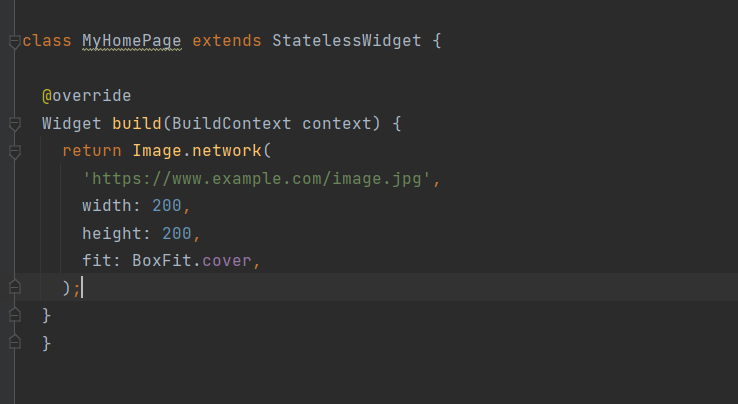 class MyHomePage extends StatelessWidget {
@override
Widget build(BuildContext context) {
return Image.network(
'https://www.example.com/image.jpg',
width: 200,
height: 200,
fit: BoxFit.cover,
);
}
}